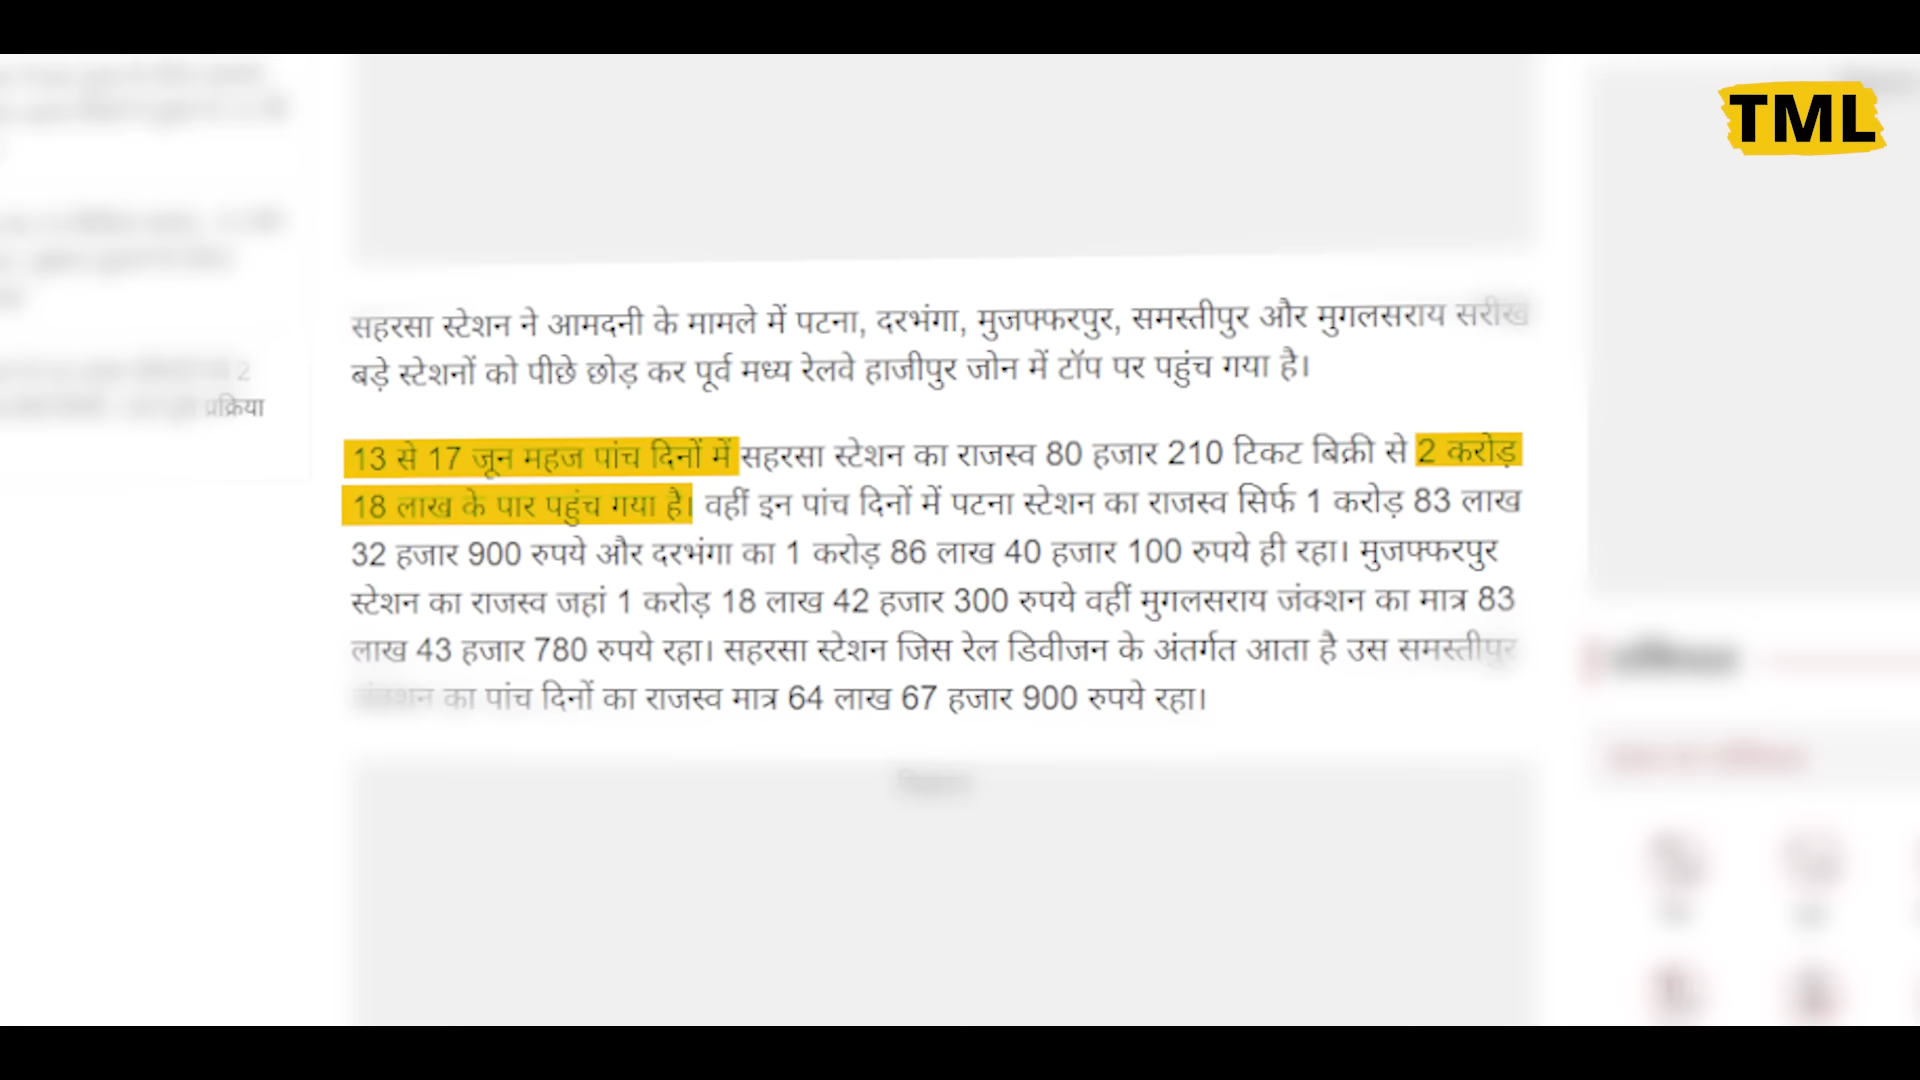 TML
सहरसा स्टेशन ने आमदनी के मामले में पटना, दरभंगा, मुजफ्फरपुर, समस्तीपुर और मुगलसराय सरीख
बड़े स्टेशनों को पीछे छोड़ कर पूर्व मध्य रेलवे हाजीपुर जोन में टॉप पर पहुंच गया है।
2
प्रक्रिया
13 से 17 जून महज पांच दिनों में सहरसा स्टेशन का राजस्व 80 हजार 210 टिकट बिक्री से 2 करोड़
18 लाख के पार पहुंच गया है। वहीं इन पांच दिनों में पटना स्टेशन का राजस्व सिर्फ 1 करोड़ 83 लाख
32 हजार 900 रुपये और दरभंगा का 1 करोड़ 86 लाख 40 हजार 100 रुपये ही रहा। मुजफ्फरपुर
स्टेशन का राजस्व जहां 1 करोड़ 18 लाख 42 हजार 300 रुपये वहीं मुगलसराय जंक्शन का मात्र 83
लाख 43 हजार 780 रुपये रहा। सहरसा स्टेशन जिस रेल डिवीजन के अंतर्गत आता है उस समस्तीपुर
जंक्शन का पांच दिनों का राजस्व मात्र 64 लाख 67 हजार 900 रुपये रहा।